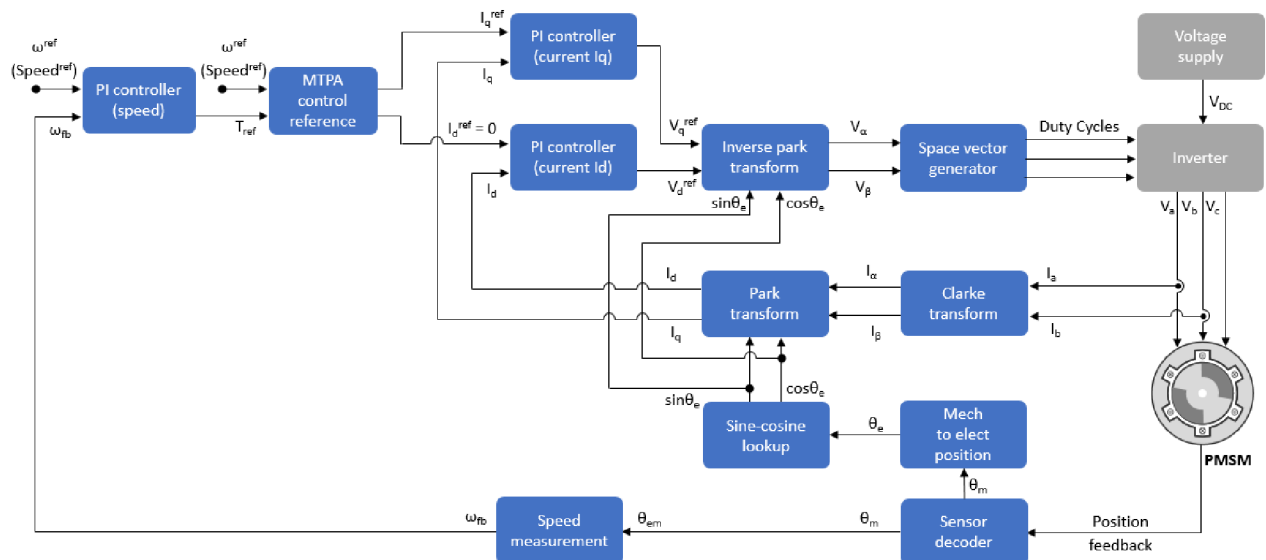 ω^ref
(Speed^ref)
ω_fb
PI controller
(speed)
T_ref
ω^ref
(Speed^ref)
MTPA
control
reference
I_q^ref
I_q
PI controller
(current Iq)
I_d^ref = 0
I_d
PI controller
(current Id)
V_q^ref
V_d^ref
Inverse park
transform
sinθ_e
cosθ_e
V_α
V_β
Space vector
generator
Duty Cycles
Voltage
supply
V_DC
Inverter
V_a
V_b
V_c
I_d
I_q
Park
transform
I_α
I_β
Clarke
transform
I_a
I_b
sinθ_e
cosθ_e
Sine-cosine
lookup
θ_e
Mech
to elect
position
θ_m
PMSM
ω_fb
Speed
measurement
θ_em
θ_m
Sensor
decoder
Position
feedback